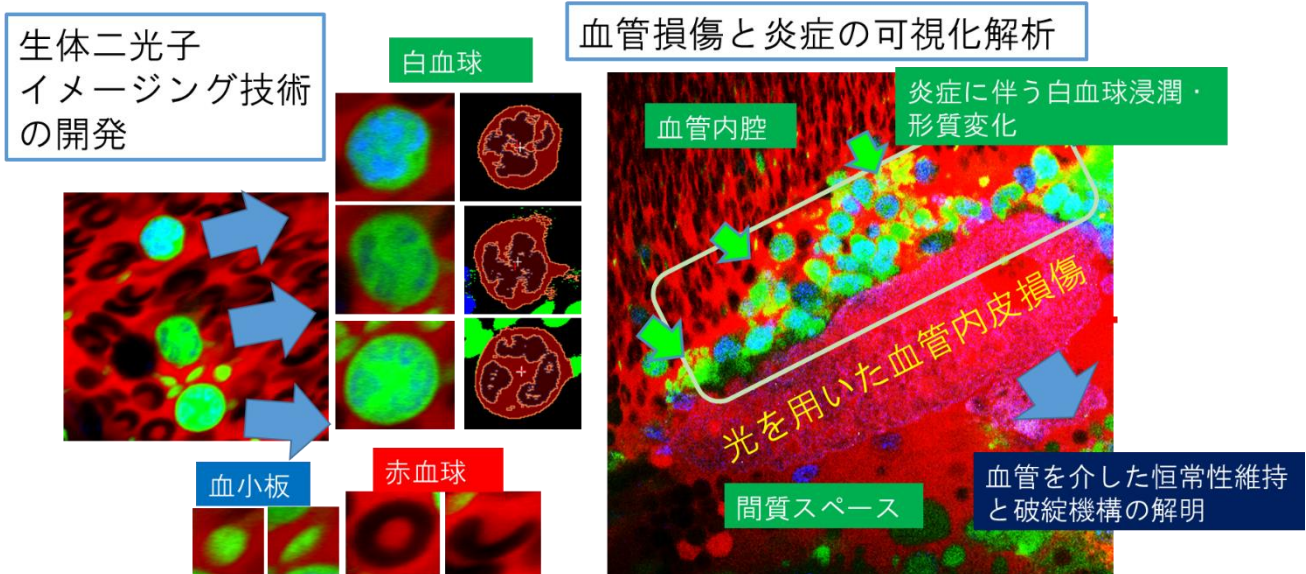 生体二光子
イメージング技術
の開発
白血球
血小板
赤血球
血管損傷と炎症の可視化解析
血管内腔
炎症に伴う白血球浸潤・
形質変化
光を用いた血管内皮損傷
間質スペース
血管を介した恒常性維持
と破綻機構の解明